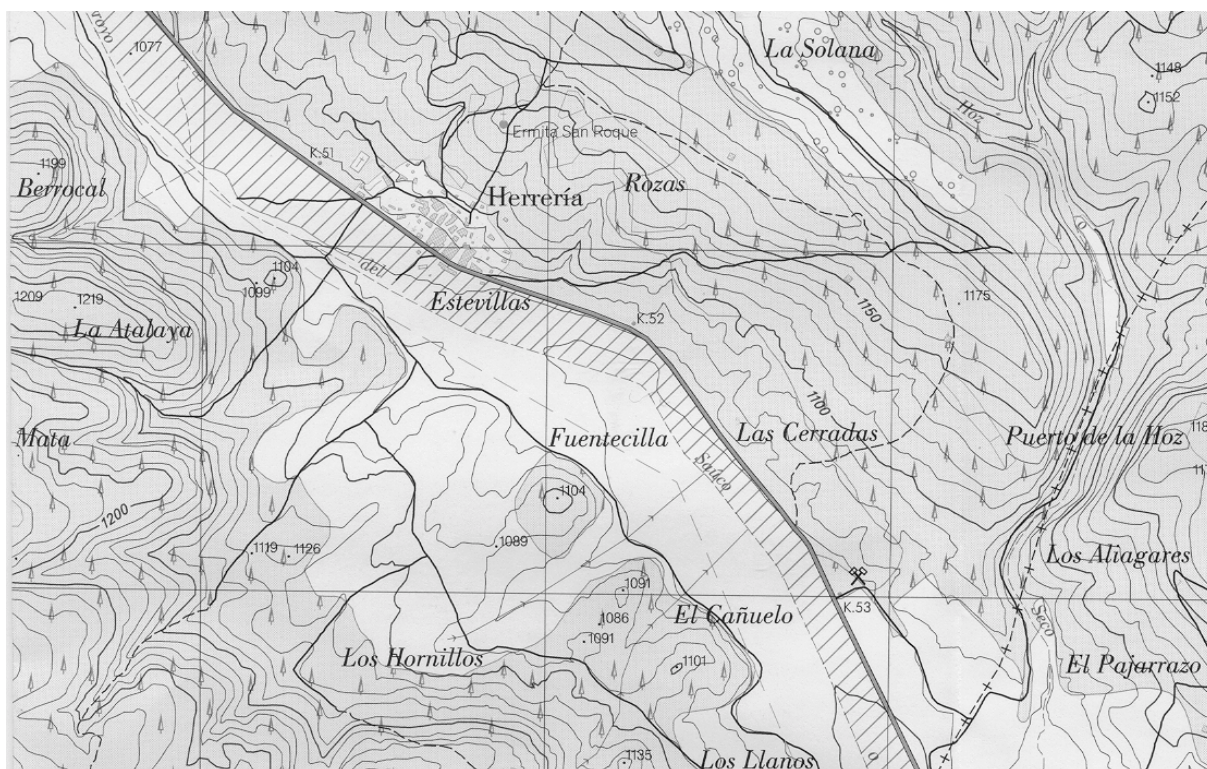 royo
1077
La Solana
1148
1152
Hoz
Ermita San Roque
K.51
1199
Berrocal
Herrería
Rozas
1104
1099
del
1209
1219
La Atalaya
Estevillas
K.52
1175
1150
1100
Mata
Fuentecilla
Las Cerradas
Puerto de la Hoz
118
117
Saúco
1104
1200
1119
1126
1089
Los Aliagares
1091
1086
1091
El Cañuelo
K.53
Seco
Los Hornillos
1101
El Pajarrazo
1135
Los Llanos